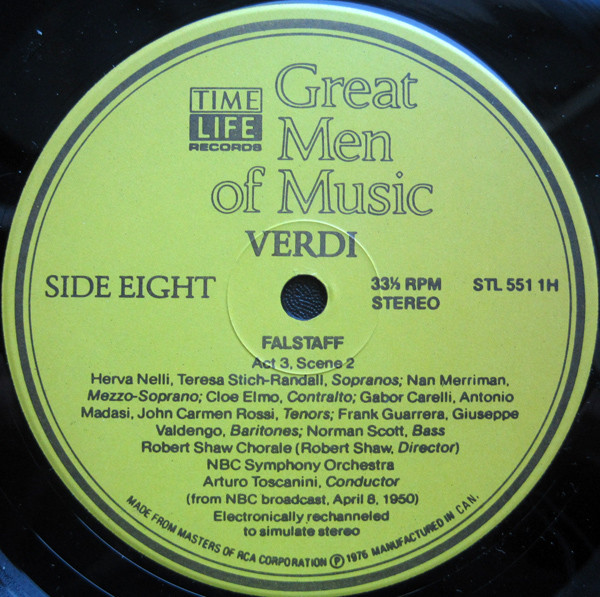 TIME
LIFE
RECORDS
Great
Men
of Music
VERDI
SIDE EIGHT
33⅓ RPM
STEREO
STL 551 1H
FALSTAFF
Act 3, Scene 2
Herva Nelli, Teresa Stich-Randall, Sopranos; Nan Merriman,
Mezzo-Soprano; Cloe Elmo, Contralto; Gabor Carelli, Antonio
Madasi, John Carmen Rossi, Tenors; Frank Guarrera, Giuseppe
Valdengo, Baritones; Norman Scott, Bass
Robert Shaw Chorale (Robert Shaw, Director)
NBC Symphony Orchestra
Arturo Toscanini, Conductor
(from NBC broadcast, April 8, 1950)
Electronically rechanneled
to simulate stereo
MADE FROM MASTERS OF RCA CORPORATION Ⓟ 1976 MANUFACTURED IN CAN.